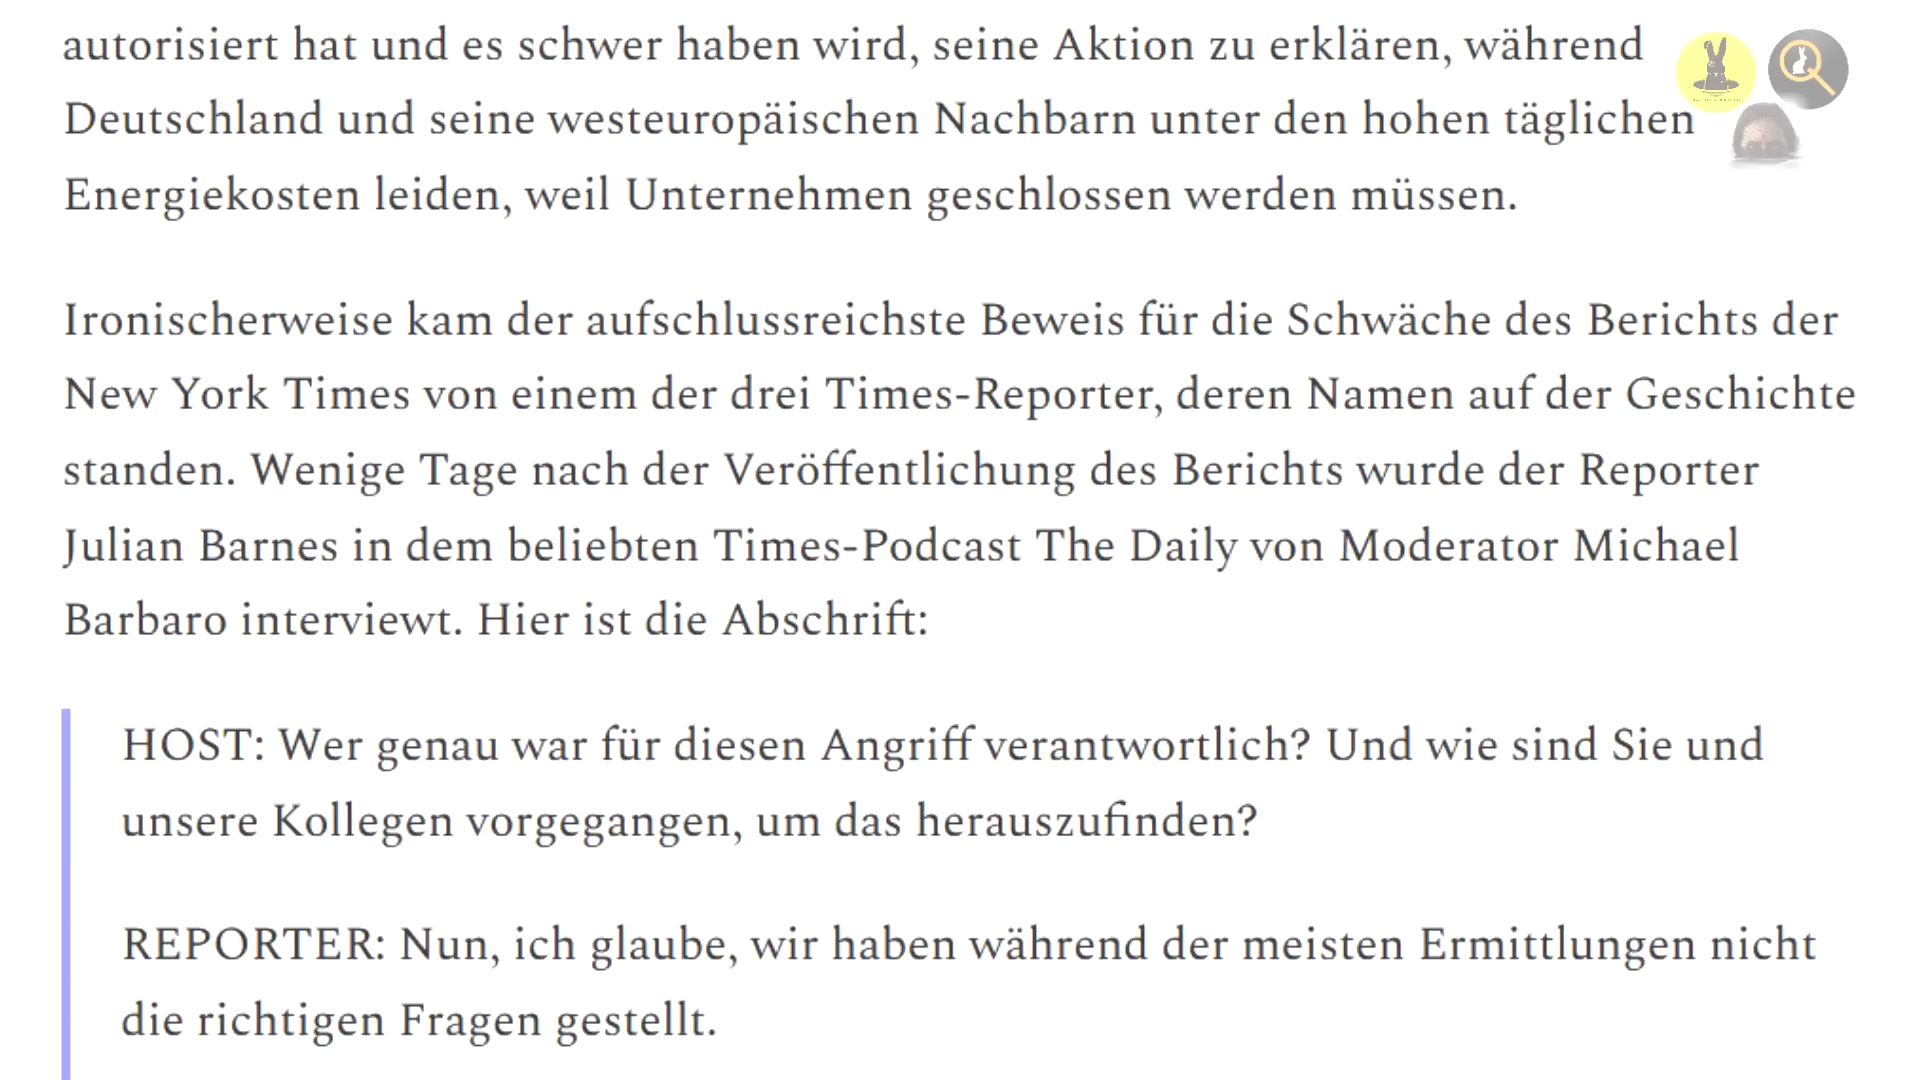 autorisiert hat und es schwer haben wird, seine Aktion zu erklären, während
Deutschland und seine westeuropäischen Nachbarn unter den hohen täglichen
Energiekosten leiden, weil Unternehmen geschlossen werden müssen.
Ironischerweise kam der aufschlussreichste Beweis für die Schwäche des Berichts der
New York Times von einem der drei Times-Reporter, deren Namen auf der Geschichte
standen. Wenige Tage nach der Veröffentlichung des Berichts wurde der Reporter
Julian Barnes in dem beliebten Times-Podcast The Daily von Moderator Michael
Barbaro interviewt. Hier ist die Abschrift:
HOST: Wer genau war für diesen Angriff verantwortlich? Und wie sind Sie und
unsere Kollegen vorgegangen, um das herauszufinden?
REPORTER: Nun, ich glaube, wir haben während der meisten Ermittlungen nicht
die richtigen Fragen gestellt.